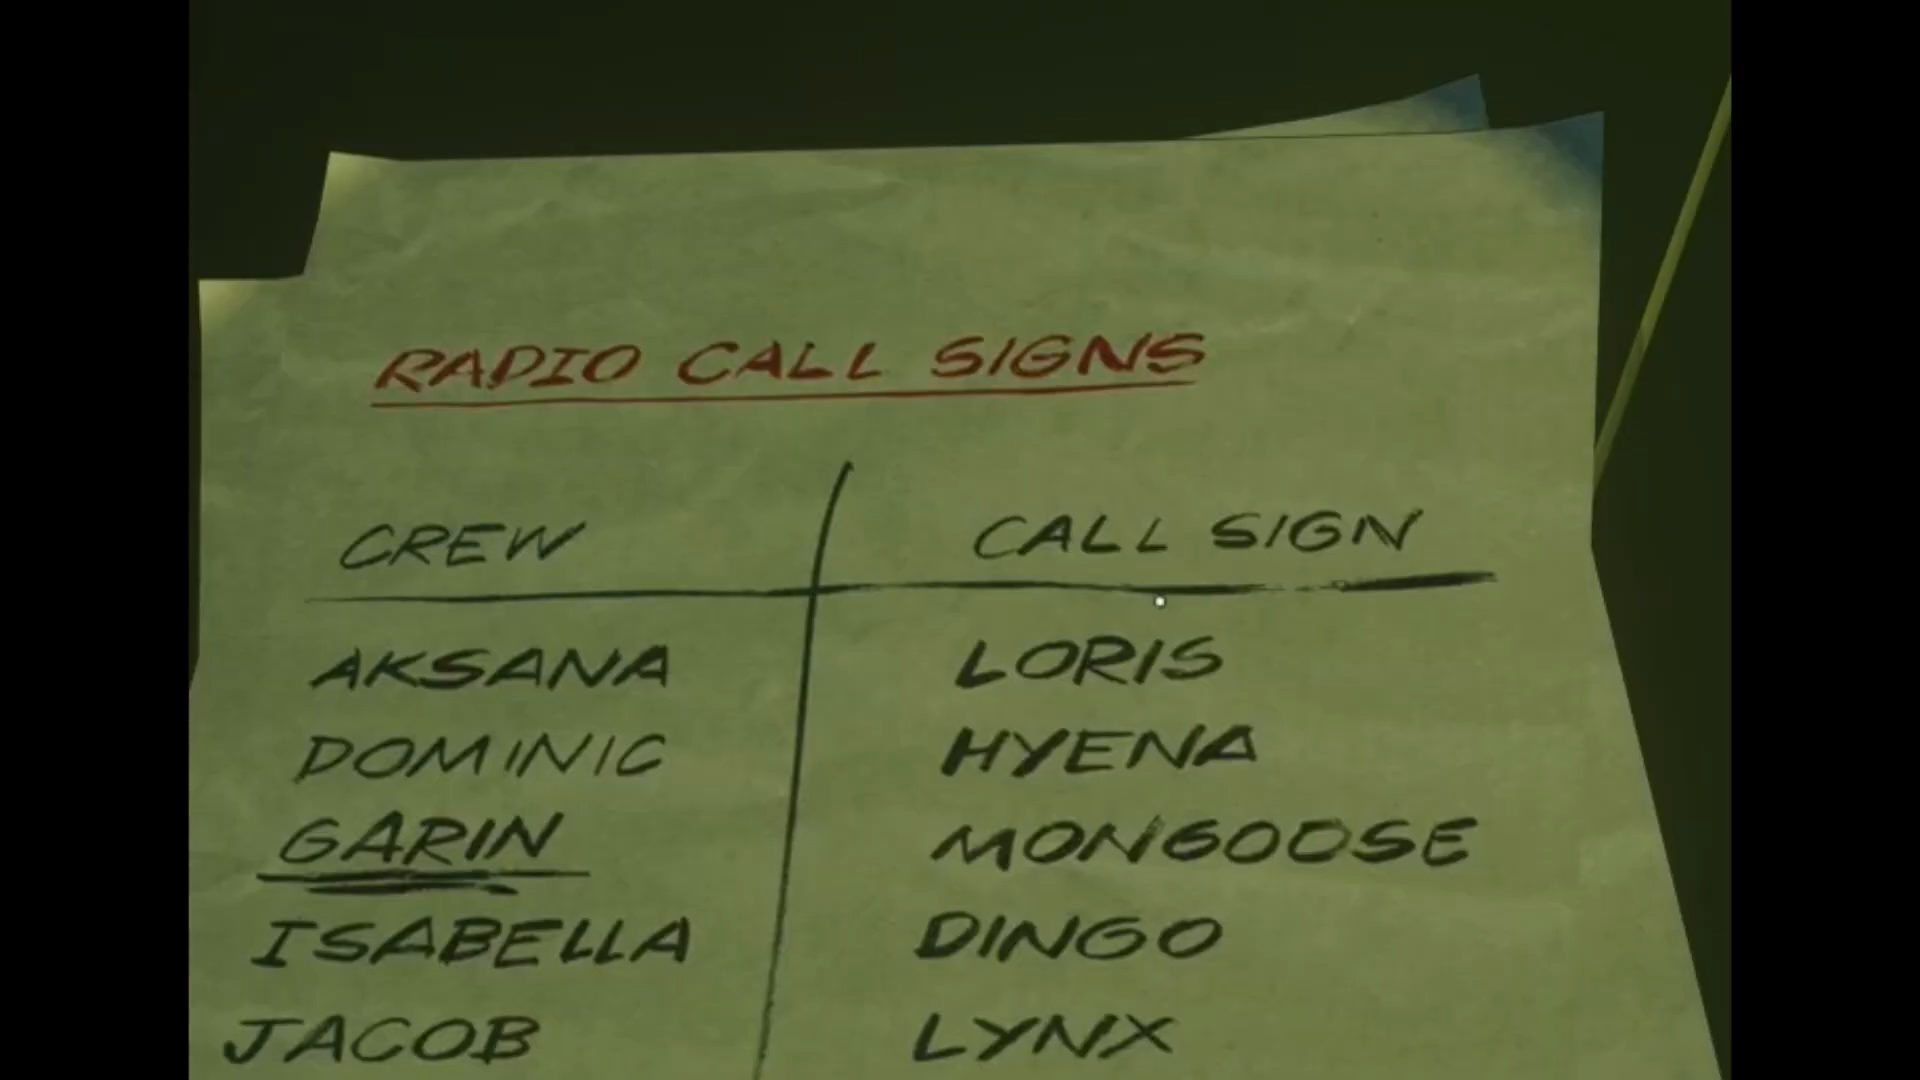 RADIO CALL SIGNS
CREW CALL SIGN
AKSANA LORIS
DOMINIC HYENA
GARIN MONGOOSE
ISABELLA DINGO
JACOB LYNX